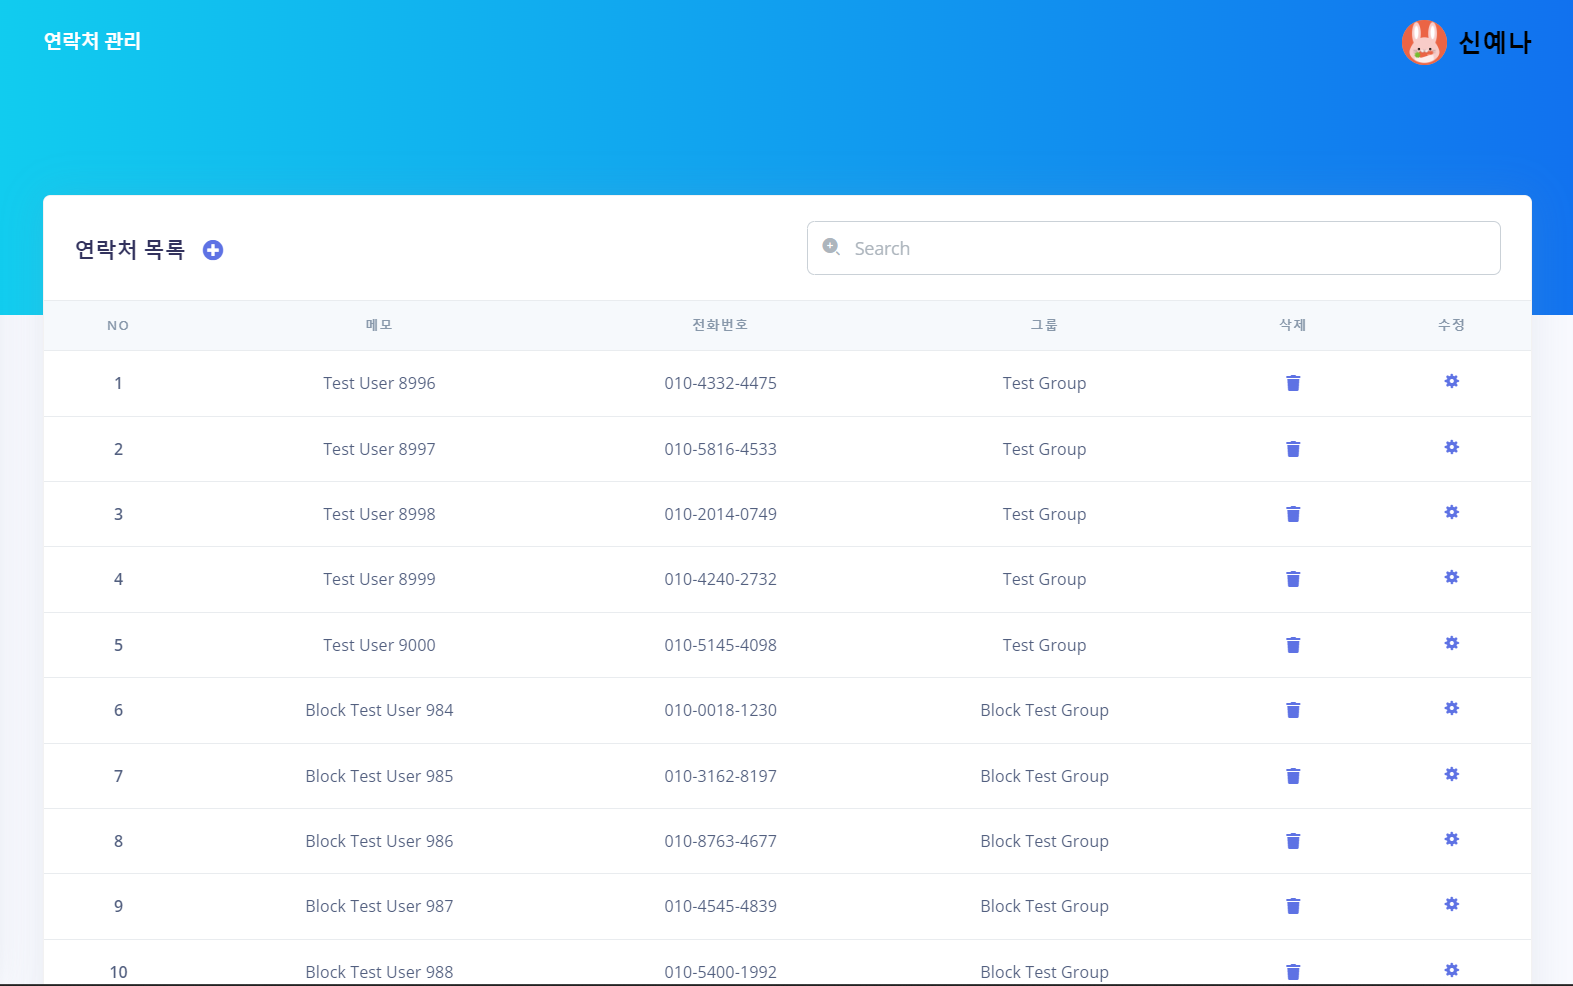 연락처 관리
신예나
연락처 목록
Search
NO 메모 전화번호 그룹 삭제 수정
1 Test User 8996 010-4332-4475 Test Group
2 Test User 8997 010-5816-4533 Test Group
3 Test User 8998 010-2014-0749 Test Group
4 Test User 8999 010-4240-2732 Test Group
5 Test User 9000 010-5145-4098 Test Group
6 Block Test User 984 010-0018-1230 Block Test Group
7 Block Test User 985 010-3162-8197 Block Test Group
8 Block Test User 986 010-8763-4677 Block Test Group
9 Block Test User 987 010-4545-4839 Block Test Group
10 Block Test User 988 010-5400-1992 Block Test Group